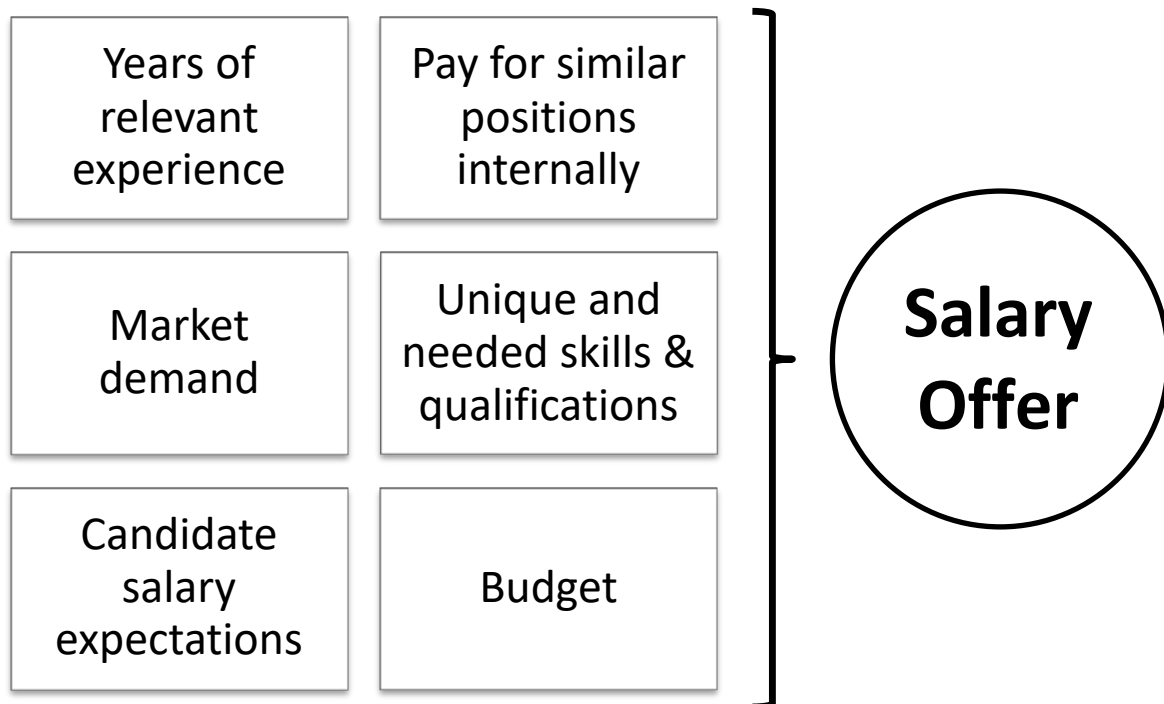 Years of
relevant
experience
Pay for similar
positions
internally
Market
demand
Unique and
needed skills &
qualifications
Candidate
salary
expectations
Budget
Salary
Offer